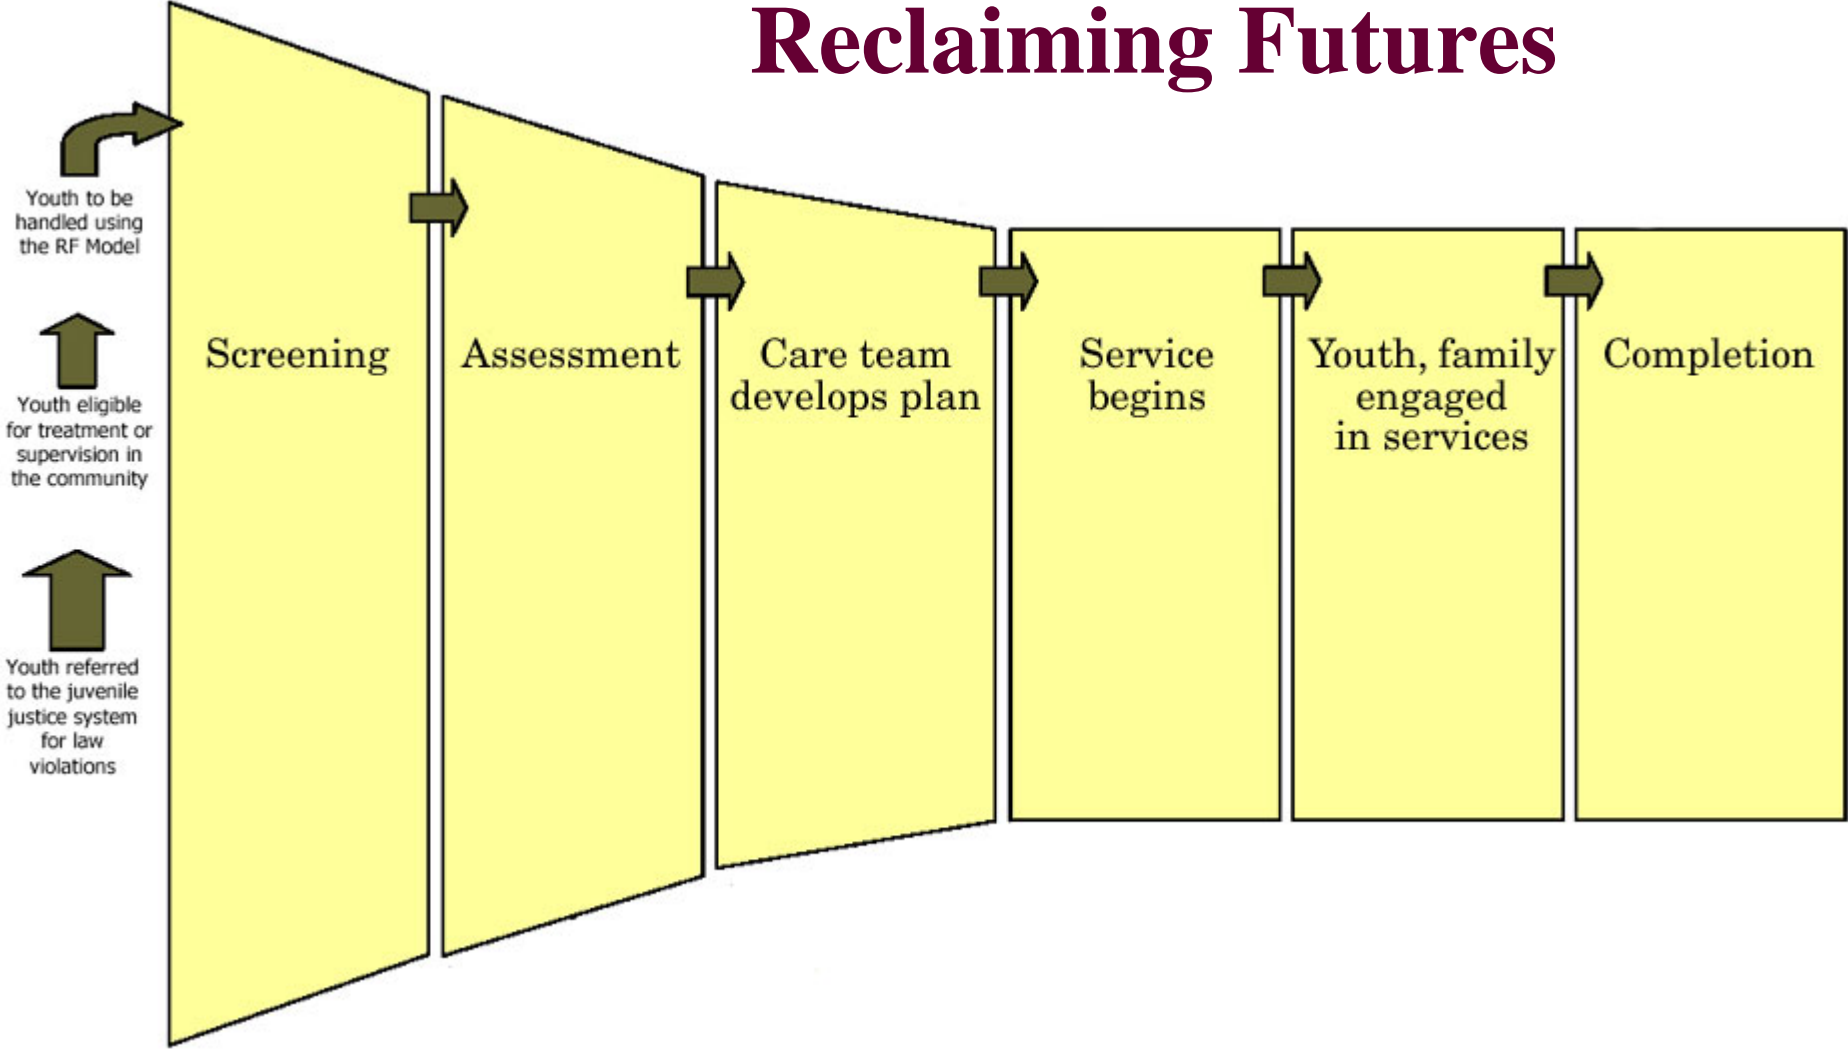 Reclaiming Futures
Youth to be
handled using
the RF Model
Youth eligible
for treatment or
supervision in
the community
Youth referred
to the juvenile
justice system
for law
violations
Screening
Assessment
Care team
develops plan
Service
begins
Youth, family
engaged
in services
Completion